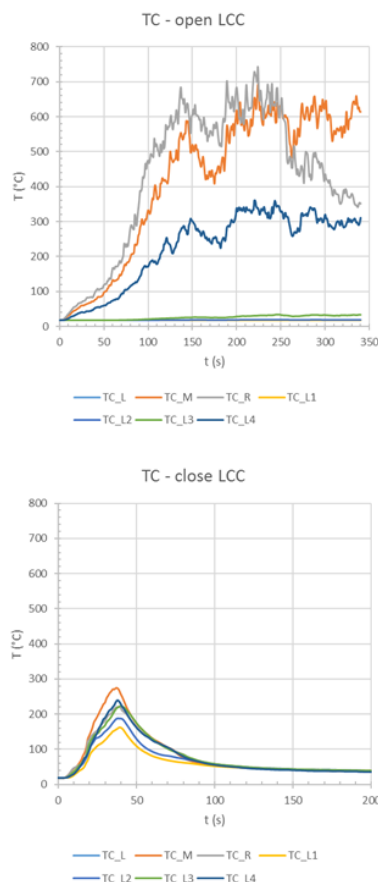 TC - open LCC
800
700
600
500
400
300
200
100
0
T (°C)
0 50 100 150 200 250 300 350
t (s)
TC_L TC_M TC_R TC_L1
TC_L2 TC_L3 TC_L4
TC - close LCC
800
700
600
500
400
300
200
100
0
T (°C)
0 50 100 150 200
t (s)
TC_L TC_M TC_R TC_L1
TC_L2 TC_L3 TC_L4